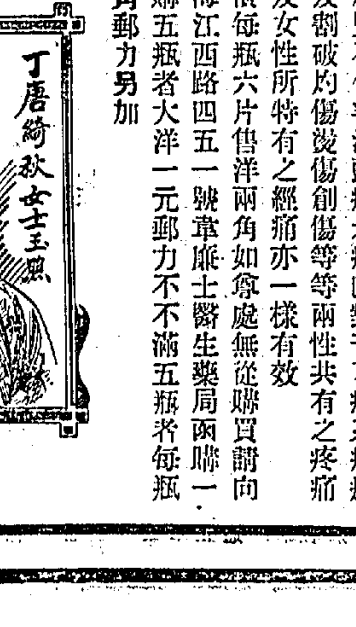 割破灼傷燙傷創傷等等兩性共有之疼痛
及女性所特有之經痛亦一樣有效
每瓶六片售洋兩角如尊處無從購買請向
海江西路四五一號韋廉士醫生藥局函購一
購五瓶者大洋一元郵力不不滿五瓶者每瓶
角郵力另加
丁唐綺秋女士玉照